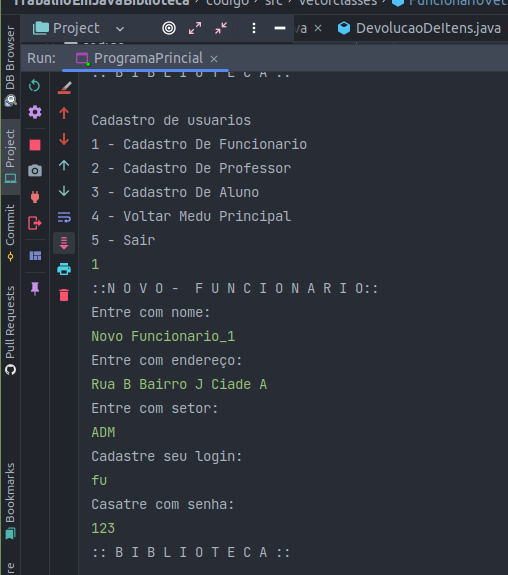 TrabalhoEmJavaBiblioteca codigo src vetorclasses FuncionarioVet
Project
va × DevolucaoDeItens.java
Run: ProgramaPrincial ×
:: B I B L I O T E C A ::
Cadastro de usuarios
1 - Cadastro De Funcionario
2 - Cadastro De Professor
3 - Cadastro De Aluno
4 - Voltar Medu Principal
5 - Sair
1
::N O V O -  F U N C I O N A R I O::
Entre com nome:
Novo Funcionario_1
Entre com endereço:
Rua B Bairro J Ciade A
Entre com setor:
ADM
Cadastre seu login:
fu
Casatre com senha:
123
:: B I B L I O T E C A ::
DB Browser
Project
Commit
Pull Requests
Bookmarks
re